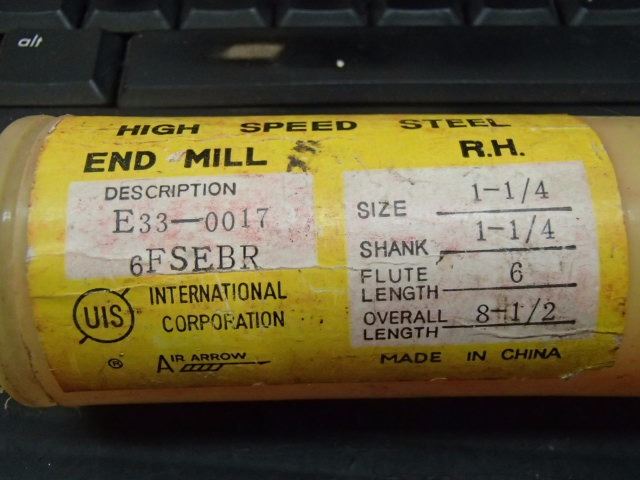 alt
HIGH SPEED STEEL
END MILL R.H.
DESCRIPTION
E33-0017
6FSEBR
SIZE 1-1/4
SHANK 1-1/4
FLUTE LENGTH 6
OVERALL LENGTH 8-1/2
UIS INTERNATIONAL
CORPORATION
® AIR ARROW
MADE IN CHINA